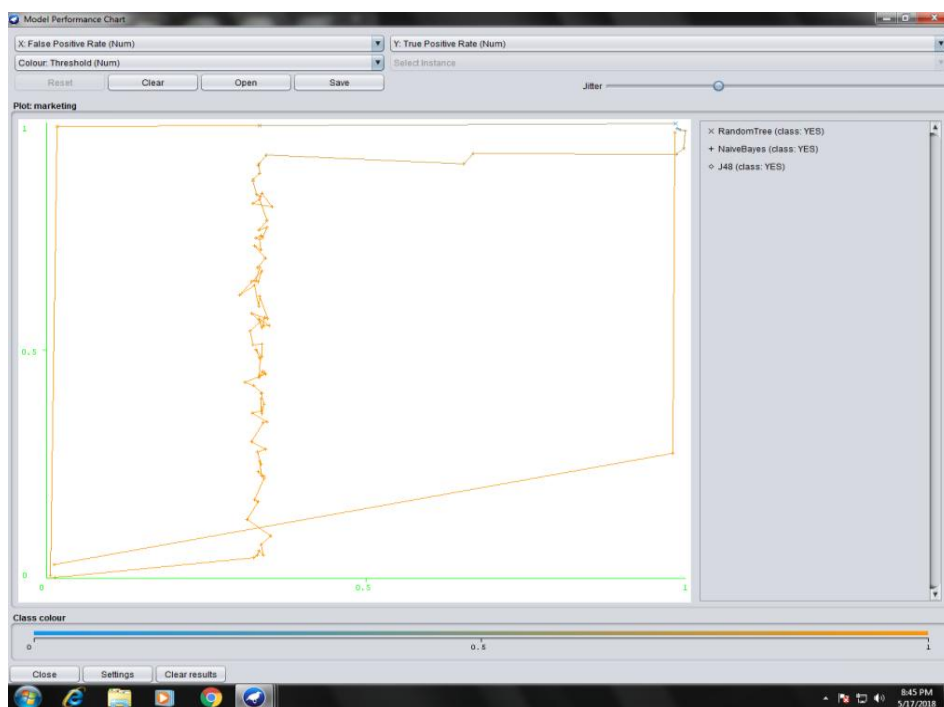 Model Performance Chart
X: False Positive Rate (Num)
Y: True Positive Rate (Num)
Colour: Threshold (Num)
Select Instance
Reset
Clear
Open
Save
Jitter
Plot: marketing
1
0.5
0
0
0.5
1
× RandomTree (class: YES)
+ NaiveBayes (class: YES)
◇ J48 (class: YES)
Class colour
0
0.5
1
Close
Settings
Clear results
8:45 PM
5/17/2018